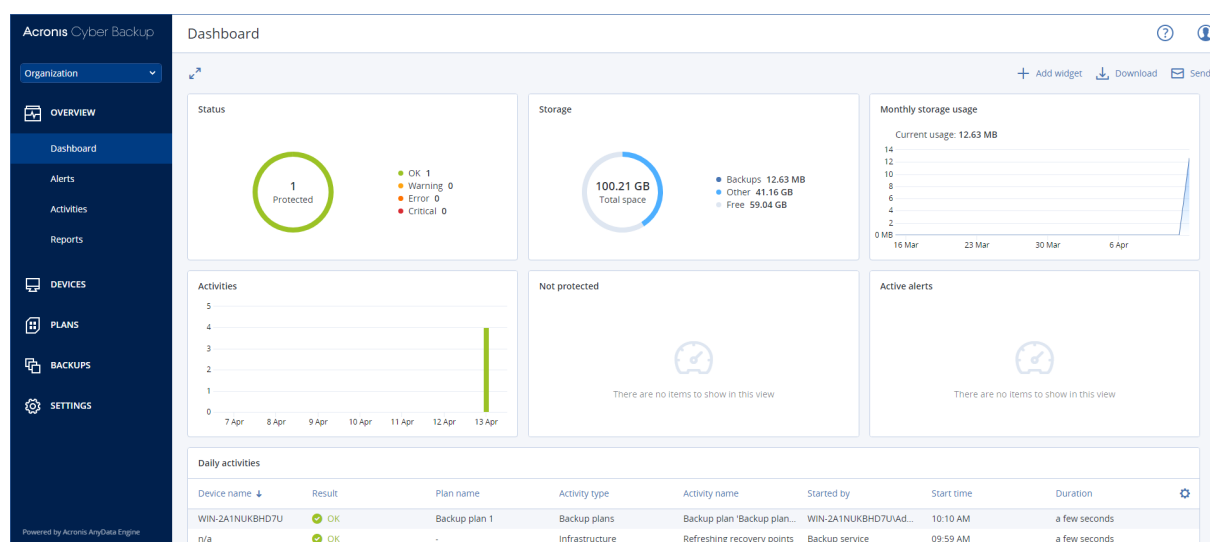 Acronis Cyber Backup
Dashboard
Organization
Add widget
Download
Send
OVERVIEW
Dashboard
Alerts
Activities
Reports
DEVICES
PLANS
BACKUPS
SETTINGS
Powered by Acronis AnyData Engine
Status
1
Protected
OK 1
Warning 0
Error 0
Critical 0
Storage
100.21 GB
Total space
Backups 12.63 MB
Other 41.16 GB
Free 59.04 GB
Monthly storage usage
Current usage: 12.63 MB
14
12
10
8
6
4
2
0 MB
16 Mar 23 Mar 30 Mar 6 Apr
Activities
5
4
3
2
1
0
7 Apr 8 Apr 9 Apr 10 Apr 11 Apr 12 Apr 13 Apr
Not protected
There are no items to show in this view
Active alerts
There are no items to show in this view
Daily activities
Device name Result Plan name Activity type Activity name Started by Start time Duration
WIN-2A1NUKBHD7U OK Backup plan 1 Backup plans Backup plan 'Backup plan... WIN-2A1NUKBHD7U\Ad... 10:10 AM a few seconds
n/a OK - Infrastructure Refreshing recovery points Backup service 09:59 AM a few seconds